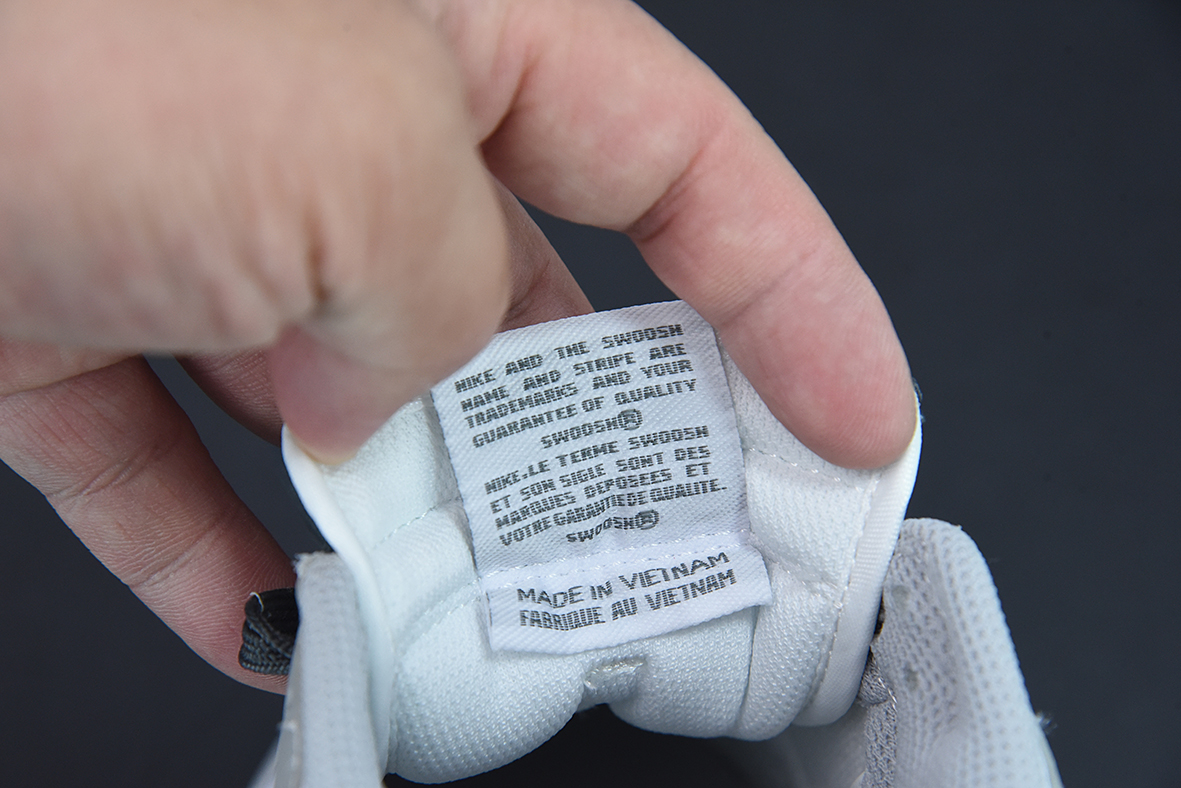 NIKE AND THE SWOOSH
NAME AND STRIPE ARE
TRADEMARKS AND YOUR
GUARANTEE OF QUALITY
SWOOSH®
NIKE.LE TERME SWOOSH
ET SON SIGLE SONT DES
MARQUES DEPOSEES ET
VOTRE GARANTIE DE QUALITE.
SWOOSH®
MADE IN VIETNAM
FABRIQUE AU VIETNAM